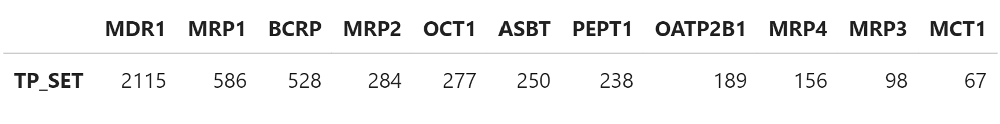 MDR1 MRP1 BCRP MRP2 OCT1 ASBT PEPT1 OATP2B1 MRP4 MRP3 MCT1
TP_SET 2115 586 528 284 277 250 238 189 156 98 67